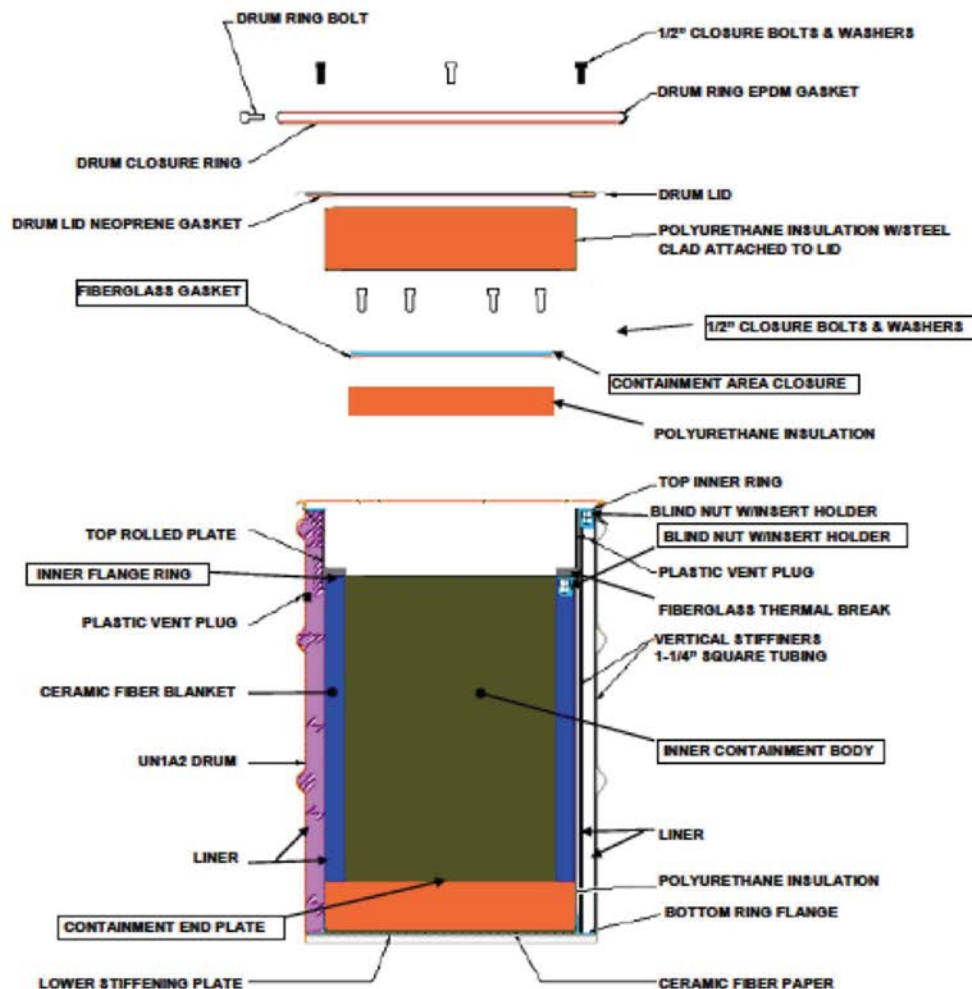 DRUM RING BOLT
1/2" CLOSURE BOLTS & WASHERS
DRUM RING EPDM GASKET
DRUM CLOSURE RING
DRUM LID
DRUM LID NEOPRENE GASKET
POLYURETHANE INSULATION W/STEEL
CLAD ATTACHED TO LID
FIBERGLASS GASKET
1/2" CLOSURE BOLTS & WASHERS
CONTAINMENT AREA CLOSURE
POLYURETHANE INSULATION
TOP INNER RING
BLIND NUT W/INSERT HOLDER
TOP ROLLED PLATE
BLIND NUT W/INSERT HOLDER
INNER FLANGE RING
PLASTIC VENT PLUG
FIBERGLASS THERMAL BREAK
PLASTIC VENT PLUG
VERTICAL STIFFINERS
1-1/4" SQUARE TUBING
CERAMIC FIBER BLANKET
INNER CONTAINMENT BODY
UN1A2 DRUM
LINER
LINER
POLYURETHANE INSULATION
CONTAINMENT END PLATE
BOTTOM RING FLANGE
LOWER STIFFENING PLATE
CERAMIC FIBER PAPER